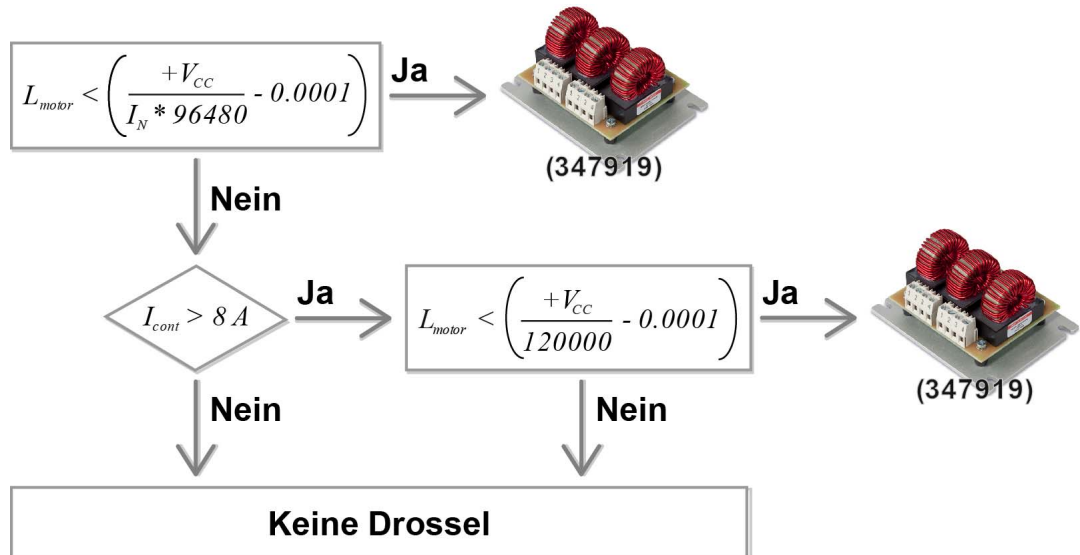 L_motor < ( +V_CC / I_N * 96480 - 0.0001 )
Ja
(347919)
Nein
I_cont > 8 A
Ja
L_motor < ( +V_CC / 120000 - 0.0001 )
Ja
(347919)
Nein
Nein
Keine Drossel